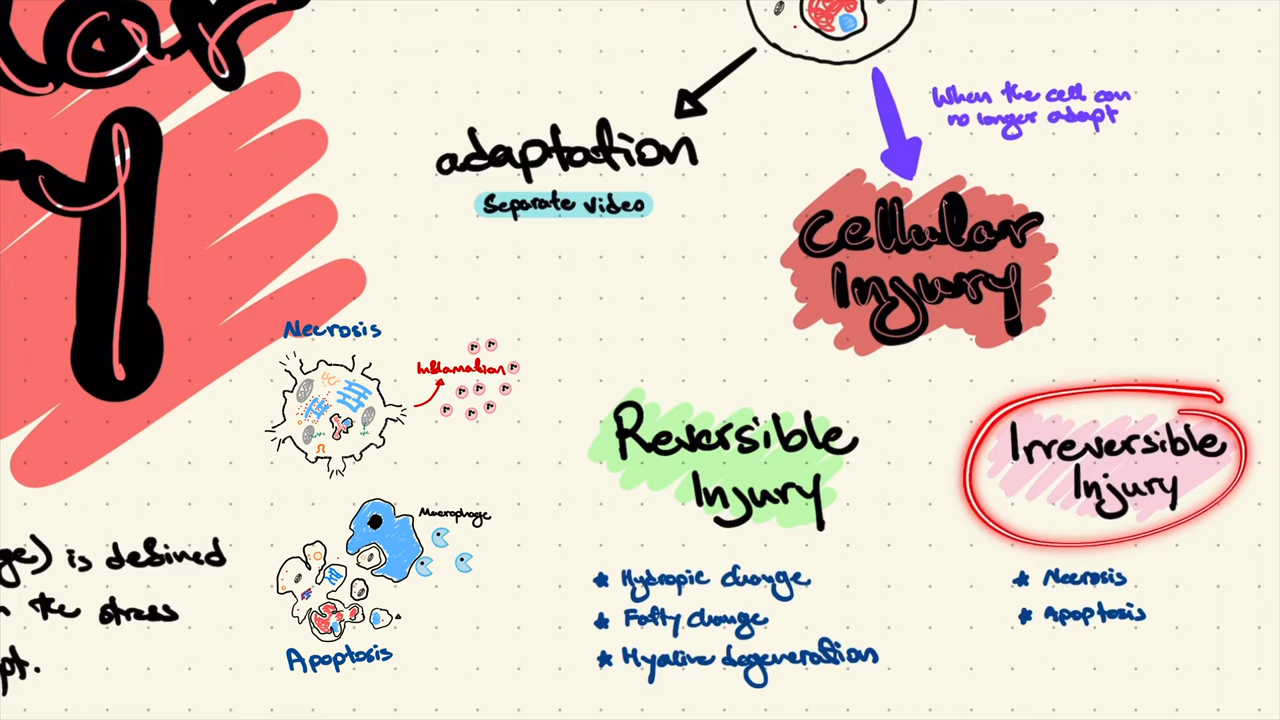 adaptation
Separate video
When the cell can
no longer adapt
Cellular
Injury
Necrosis
Inflamation
Macrophage
Apoptosis
Reversible
Injury
* Hydropic change
* Fatty change
* Hyaline degeneration
Irreversible
Injury
* Necrosis
* Apoptosis
is defined
the stress